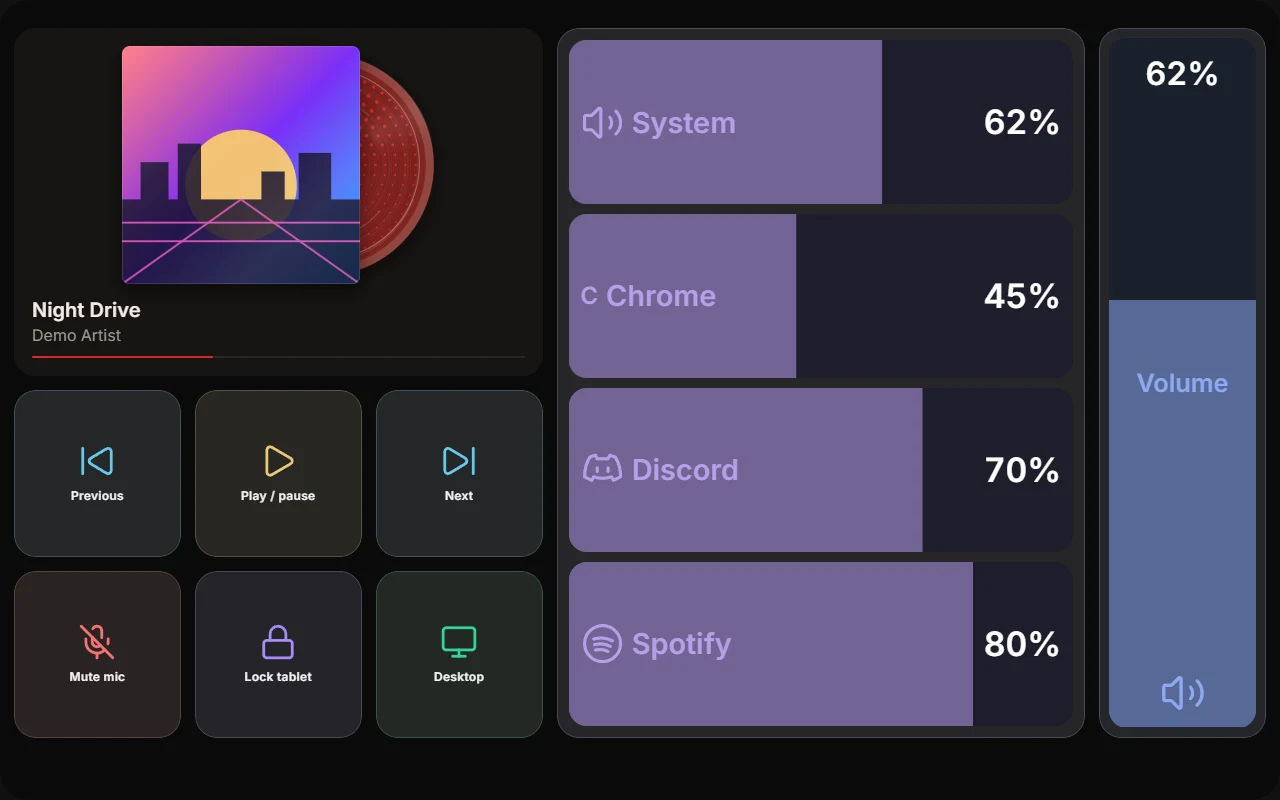 Night Drive
Demo Artist
Previous
Play / pause
Next
Mute mic
Lock tablet
Desktop
System
62%
C Chrome
45%
Discord
70%
Spotify
80%
62%
Volume